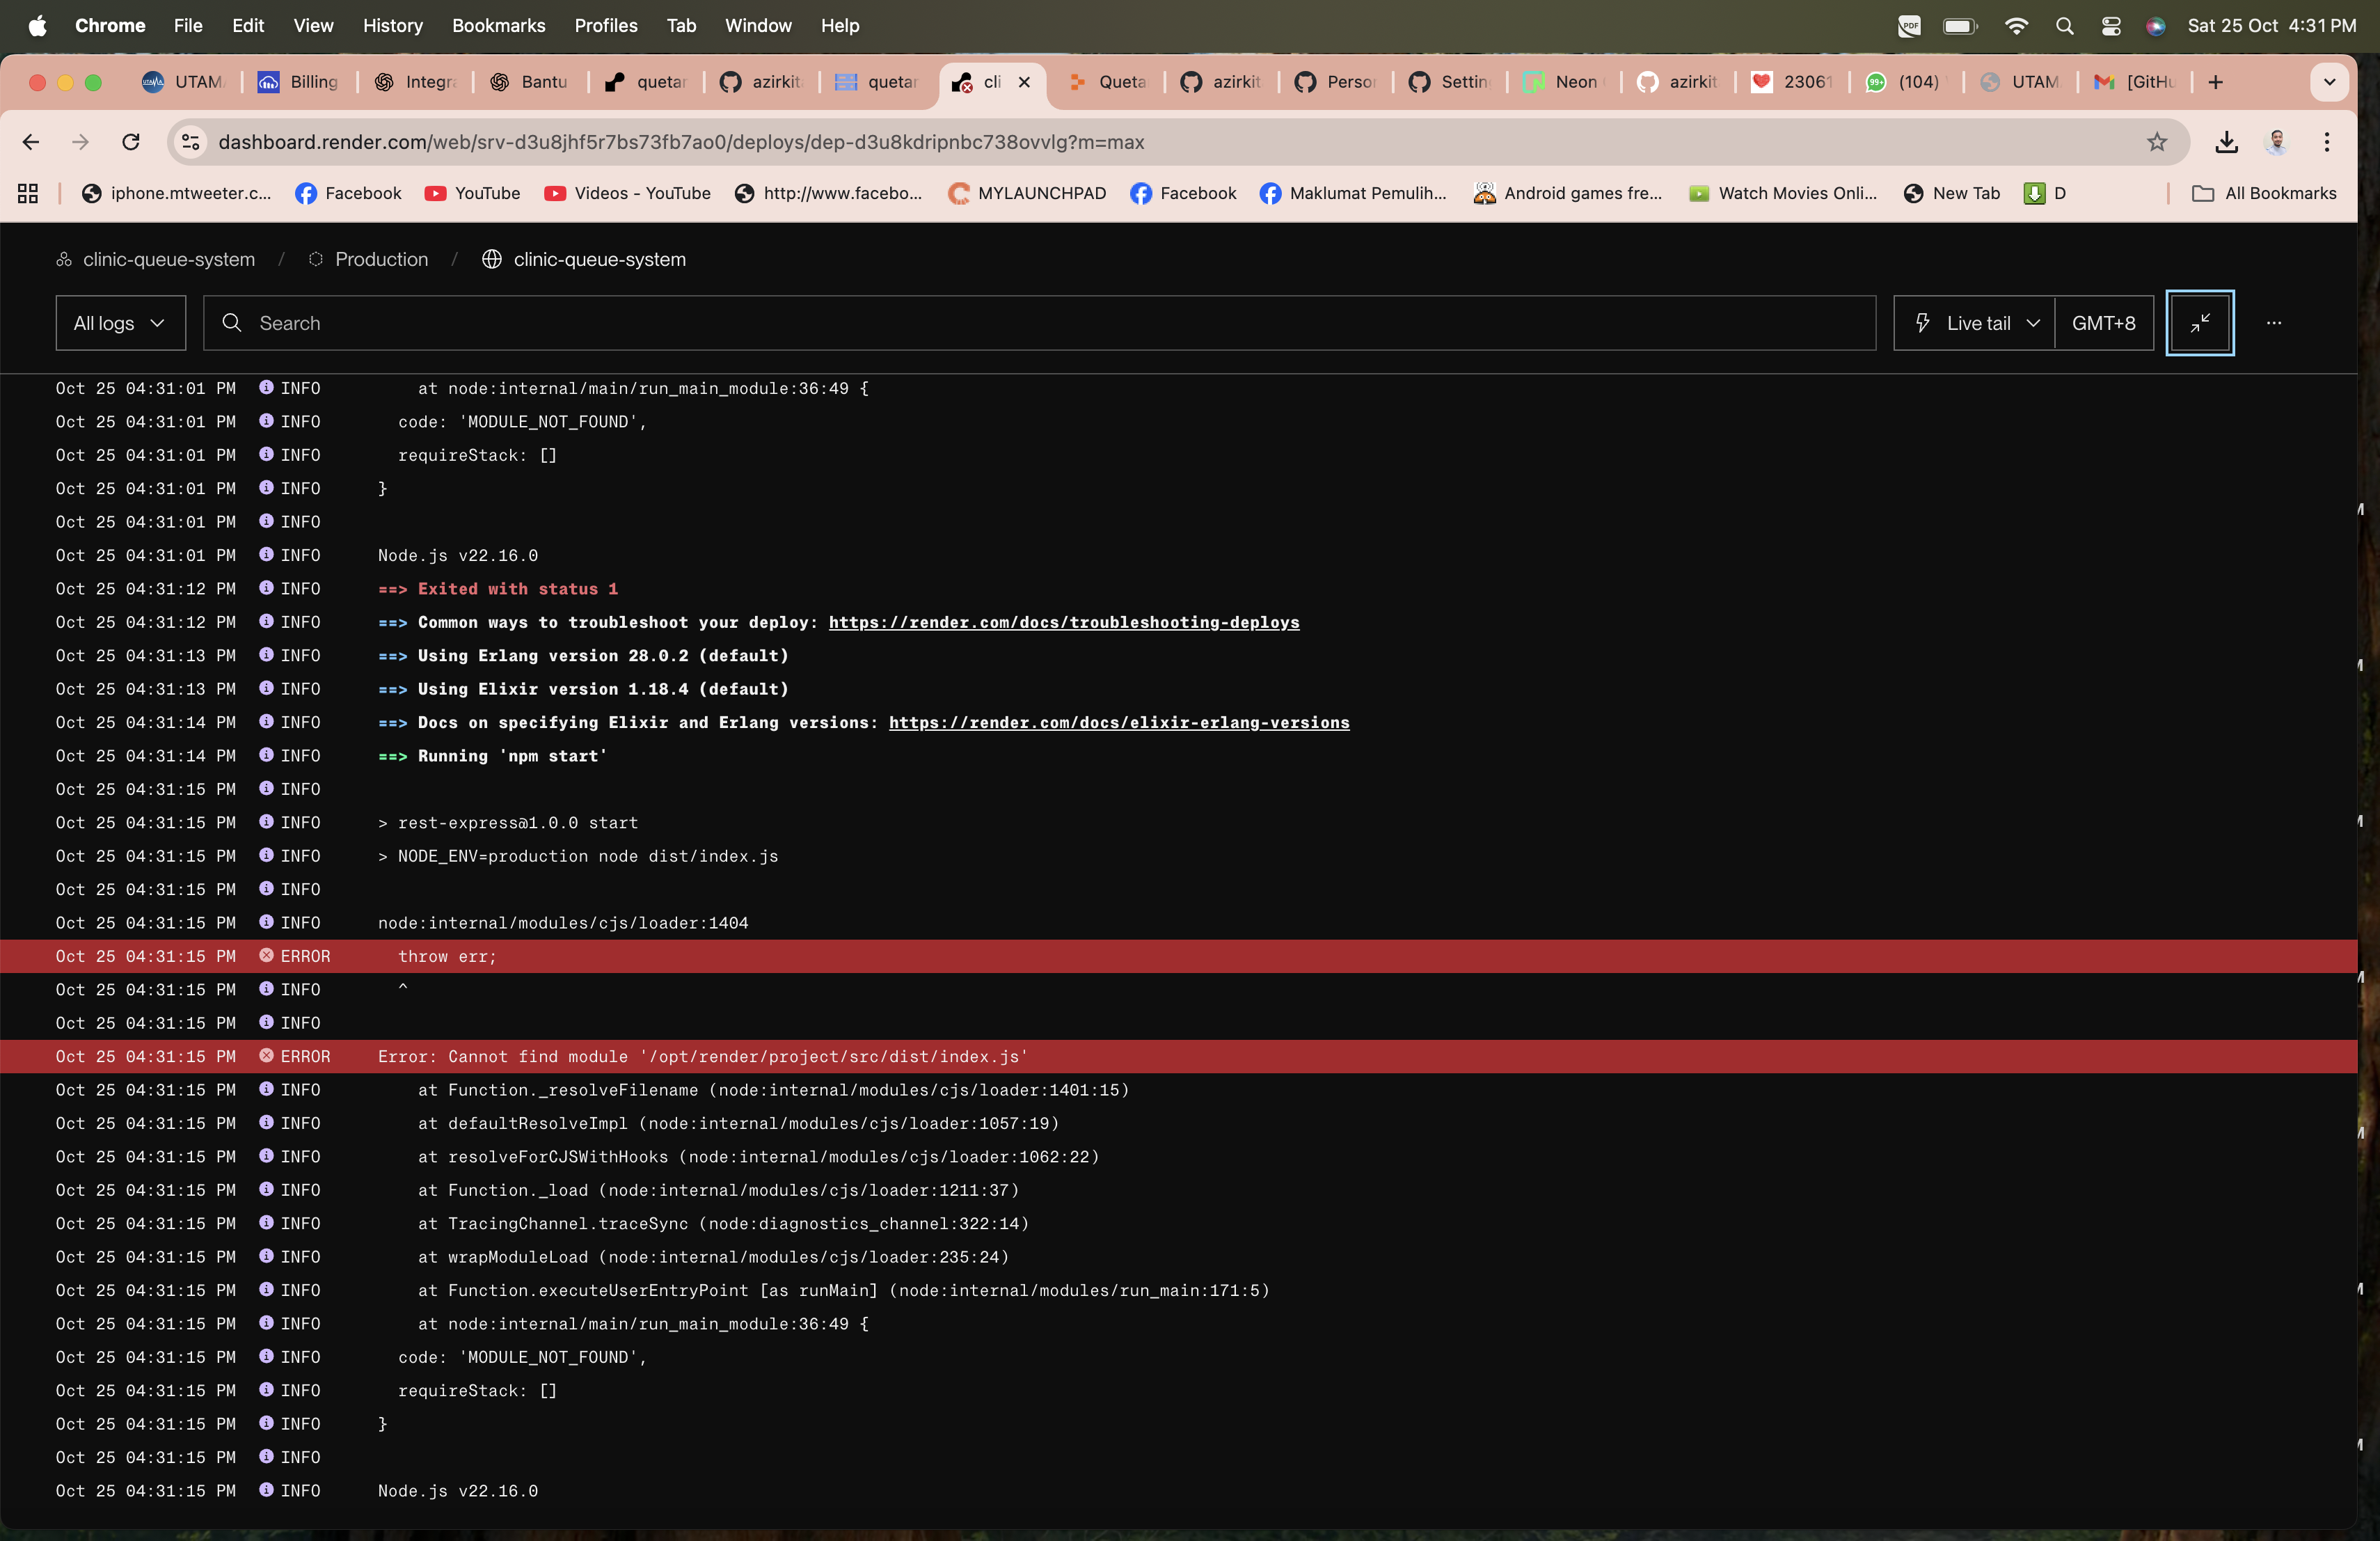 Chrome File Edit View History Bookmarks Profiles Tab Window Help PDF Sat 25 Oct 4:31 PM
UTAM Billing Integr Bantu quetar azirkit quetar cli Queta azirkit Perso Settin Neon azirkit 23061 99+ (104) UTAM [GitHu
dashboard.render.com/web/srv-d3u8jhf5r7bs73fb7ao0/deploys/dep-d3u8kdripnbc738ovvlg?m=max
iphone.mtweeter.c... Facebook YouTube Videos - YouTube http://www.facebo... MYLAUNCHPAD Facebook Maklumat Pemulih... Android games fre... Watch Movies Onli... New Tab D All Bookmarks
clinic-queue-system / Production / clinic-queue-system
All logs Search Live tail GMT+8 ...
Oct 25 04:31:01 PM INFO at node:internal/main/run_main_module:36:49 {
Oct 25 04:31:01 PM INFO code: 'MODULE_NOT_FOUND',
Oct 25 04:31:01 PM INFO requireStack: []
Oct 25 04:31:01 PM INFO }
Oct 25 04:31:01 PM INFO
Oct 25 04:31:01 PM INFO Node.js v22.16.0
Oct 25 04:31:12 PM INFO ==> Exited with status 1
Oct 25 04:31:12 PM INFO ==> Common ways to troubleshoot your deploy: https://render.com/docs/troubleshooting-deploys
Oct 25 04:31:13 PM INFO ==> Using Erlang version 28.0.2 (default)
Oct 25 04:31:13 PM INFO ==> Using Elixir version 1.18.4 (default)
Oct 25 04:31:14 PM INFO ==> Docs on specifying Elixir and Erlang versions: https://render.com/docs/elixir-erlang-versions
Oct 25 04:31:14 PM INFO ==> Running 'npm start'
Oct 25 04:31:15 PM INFO
Oct 25 04:31:15 PM INFO > rest-express@1.0.0 start
Oct 25 04:31:15 PM INFO > NODE_ENV=production node dist/index.js
Oct 25 04:31:15 PM INFO
Oct 25 04:31:15 PM INFO node:internal/modules/cjs/loader:1404
Oct 25 04:31:15 PM ERROR throw err;
Oct 25 04:31:15 PM INFO ^
Oct 25 04:31:15 PM INFO
Oct 25 04:31:15 PM ERROR Error: Cannot find module '/opt/render/project/src/dist/index.js'
Oct 25 04:31:15 PM INFO at Function._resolveFilename (node:internal/modules/cjs/loader:1401:15)
Oct 25 04:31:15 PM INFO at defaultResolveImpl (node:internal/modules/cjs/loader:1057:19)
Oct 25 04:31:15 PM INFO at resolveForCJSWithHooks (node:internal/modules/cjs/loader:1062:22)
Oct 25 04:31:15 PM INFO at Function._load (node:internal/modules/cjs/loader:1211:37)
Oct 25 04:31:15 PM INFO at TracingChannel.traceSync (node:diagnostics_channel:322:14)
Oct 25 04:31:15 PM INFO at wrapModuleLoad (node:internal/modules/cjs/loader:235:24)
Oct 25 04:31:15 PM INFO at Function.executeUserEntryPoint [as runMain] (node:internal/modules/run_main:171:5)
Oct 25 04:31:15 PM INFO at node:internal/main/run_main_module:36:49 {
Oct 25 04:31:15 PM INFO code: 'MODULE_NOT_FOUND',
Oct 25 04:31:15 PM INFO requireStack: []
Oct 25 04:31:15 PM INFO }
Oct 25 04:31:15 PM INFO
Oct 25 04:31:15 PM INFO Node.js v22.16.0